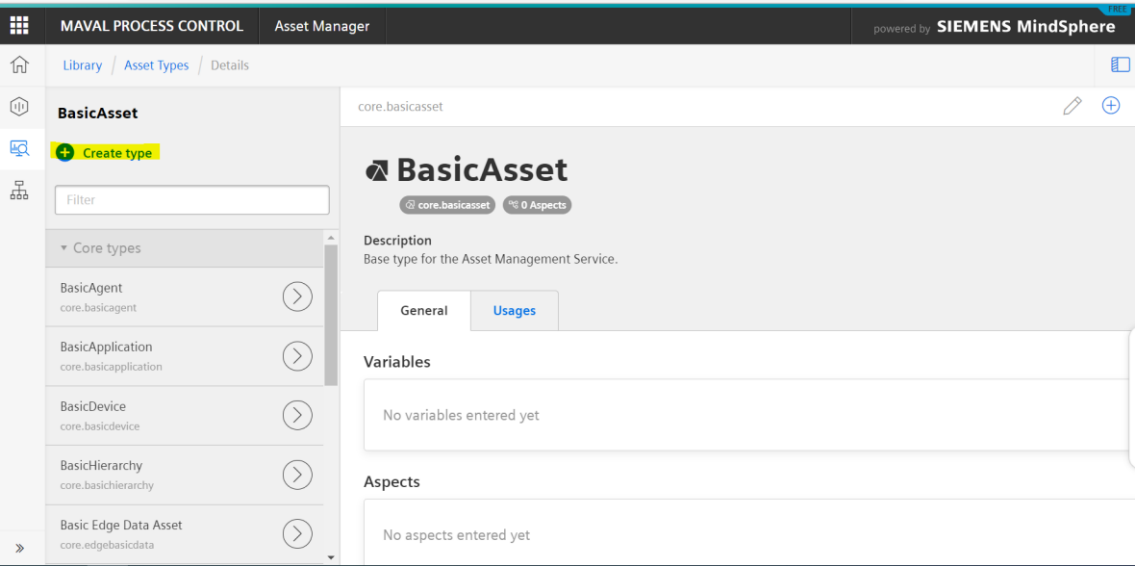 FREE
MAVAL PROCESS CONTROL Asset Manager powered by SIEMENS MindSphere
Library / Asset Types / Details
BasicAsset
Create type
Filter
Core types
BasicAgent
core.basicagent
BasicApplication
core.basicapplication
BasicDevice
core.basicdevice
BasicHierarchy
core.basichierarchy
Basic Edge Data Asset
core.edgebasicdata
core.basicasset
BasicAsset
core.basicasset 0 Aspects
Description
Base type for the Asset Management Service.
General Usages
Variables
No variables entered yet
Aspects
No aspects entered yet